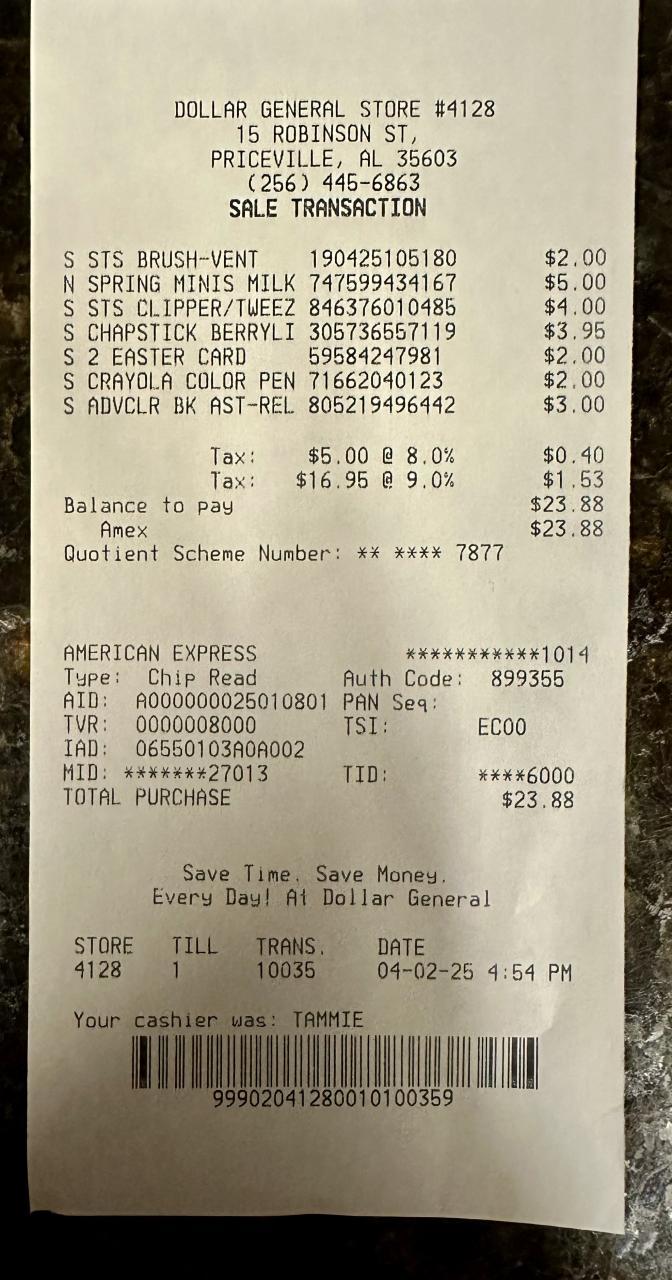 DOLLAR GENERAL STORE #4128
15 ROBINSON ST,
PRICEVILLE, AL 35603
(256) 445-6863
SALE TRANSACTION
S STS BRUSH-VENT 190425105180 $2.00
N SPRING MINIS MILK 747599434167 $5.00
S STS CLIPPER/TWEEZ 846376010485 $4.00
S CHAPSTICK BERRYLI 305736557119 $3.95
S 2 EASTER CARD 59584247981 $2.00
S CRAYOLA COLOR PEN 71662040123 $2.00
S ADVCLR BK AST-REL 805219496442 $3.00
Tax: $5.00 @ 8.0% $0.40
Tax: $16.95 @ 9.0% $1.53
Balance to pay $23.88
Amex $23.88
Quotient Scheme Number: ** **** 7877
AMERICAN EXPRESS ***********1014
Type: Chip Read Auth Code: 899355
AID: A000000025010801 PAN Seq:
TVR: 0000008000 TSI: EC00
IAD: 06550103A0A002
MID: *******27013 TID: ****6000
TOTAL PURCHASE $23.88
Save Time. Save Money.
Every Day! At Dollar General
STORE TILL TRANS. DATE
4128 1 10035 04-02-25 4:54 PM
Your cashier was: TAMMIE
99902041280010100359